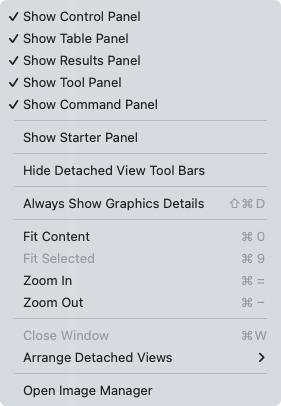 ✓ Show Control Panel
✓ Show Table Panel
✓ Show Results Panel
✓ Show Tool Panel
✓ Show Command Panel
Show Starter Panel
Hide Detached View Tool Bars
Always Show Graphics Details ⇧⌘D
Fit Content ⌘0
Fit Selected ⌘9
Zoom In ⌘=
Zoom Out ⌘−
Close Window ⌘W
Arrange Detached Views >
Open Image Manager